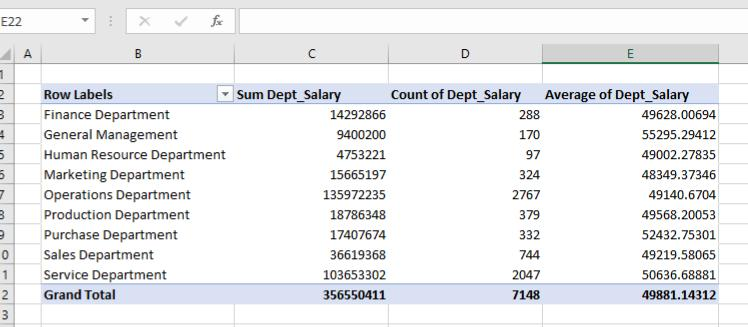 E22 fx
A B C D E
1
2 Row Labels Sum Dept_Salary Count of Dept_Salary Average of Dept_Salary
3 Finance Department 14292866 288 49628.00694
4 General Management 9400200 170 55295.29412
5 Human Resource Department 4753221 97 49002.27835
6 Marketing Department 15665197 324 48349.37346
7 Operations Department 135972235 2767 49140.6704
8 Production Department 18786348 379 49568.20053
9 Purchase Department 17407674 332 52432.75301
0 Sales Department 36619368 744 49219.58065
1 Service Department 103653302 2047 50636.68881
2 Grand Total 356550411 7148 49881.14312
3